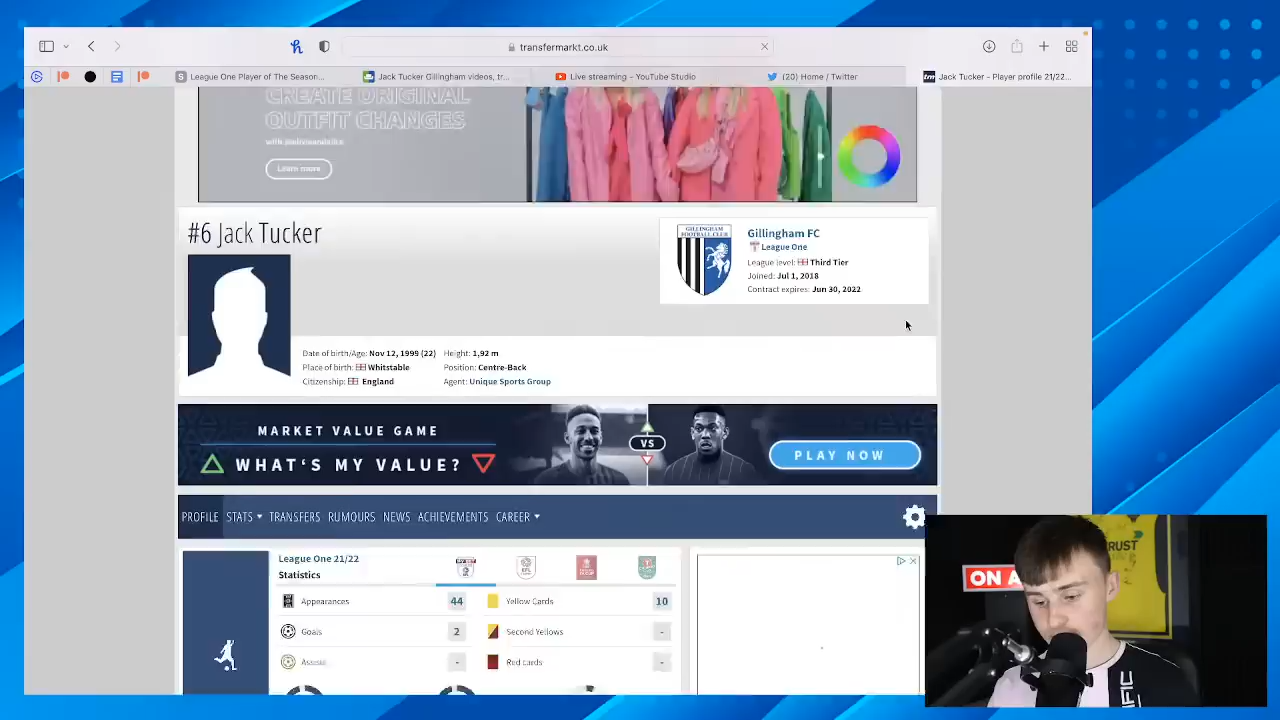 transfermarkt.co.uk
League One Player of The Season...
Jack Tucker Gillingham videos, tr...
Live streaming - YouTube Studio
(20) Home / Twitter
tm Jack Tucker - Player profile 21/22...
CREATE ORIGINAL
OUTFIT CHANGES
Learn more
#6 Jack Tucker
GILLINGHAM
FOOTBALL CLUB
Gillingham FC
League One
League level: Third Tier
Joined: Jul 1, 2018
Contract expires: Jun 30, 2022
Date of birth/Age: Nov 12, 1999 (22) Height: 1,92 m
Place of birth: Whitstable Position: Centre-Back
Citizenship: England Agent: Unique Sports Group
MARKET VALUE GAME
WHAT'S MY VALUE?
VS
PLAY NOW
PROFILE STATS TRANSFERS RUMOURS NEWS ACHIEVEMENTS CAREER
League One 21/22
Statistics
Appearances 44 Yellow Cards 10
Goals 2 Second Yellows -
Assists - Red cards -
RUST
ON A